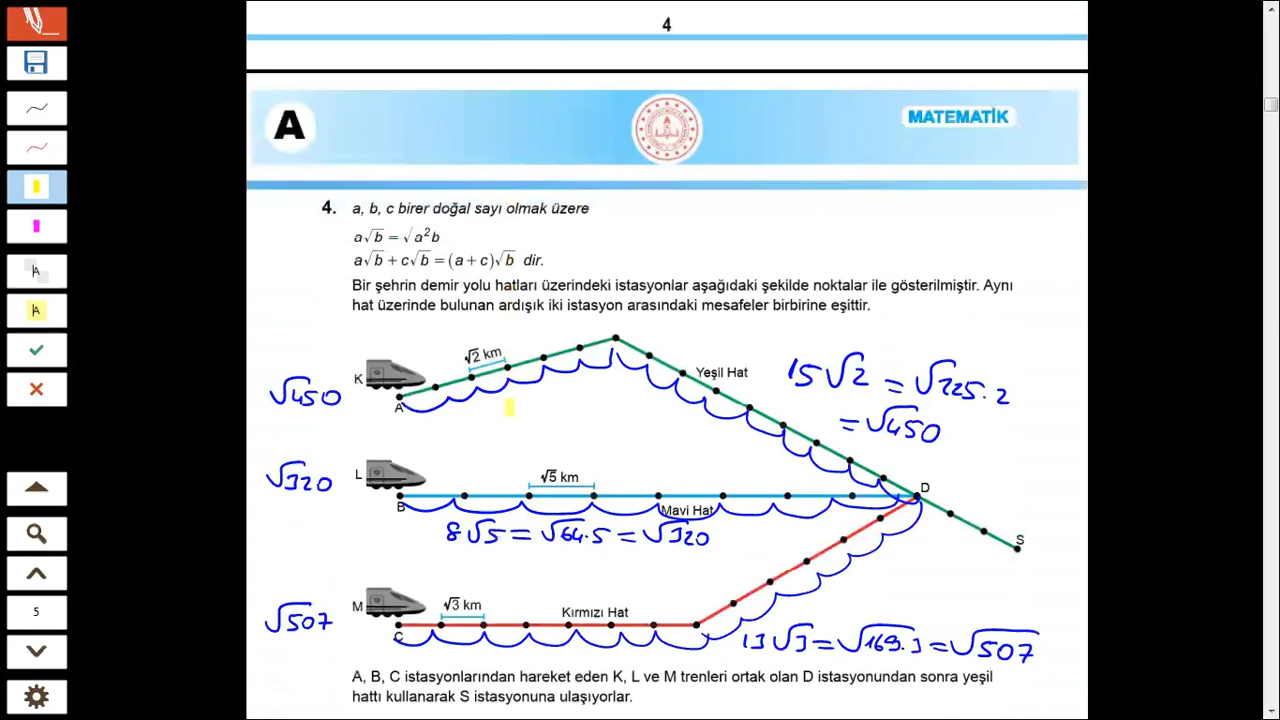 4
A
MATEMATİK
4. a, b, c birer doğal sayı olmak üzere
a√b = √a²b
a√b + c√b = (a + c)√b dir.
Bir şehrin demir yolu hatları üzerindeki istasyonlar aşağıdaki şekilde noktalar ile gösterilmiştir. Aynı
hat üzerinde bulunan ardışık iki istasyon arasındaki mesafeler birbirine eşittir.
√2 km
K
Yeşil Hat
15√2 = √225.2
√450
A
= √450
L
√5 km
√320
D
B
Mavi Hat
8√5 = √64.5 = √320
S
M
√3 km
Kırmızı Hat
√507
C
13√3 = √169.3 = √507
A, B, C istasyonlarından hareket eden K, L ve M trenleri ortak olan D istasyonundan sonra yeşil
hattı kullanarak S istasyonuna ulaşıyorlar.
5